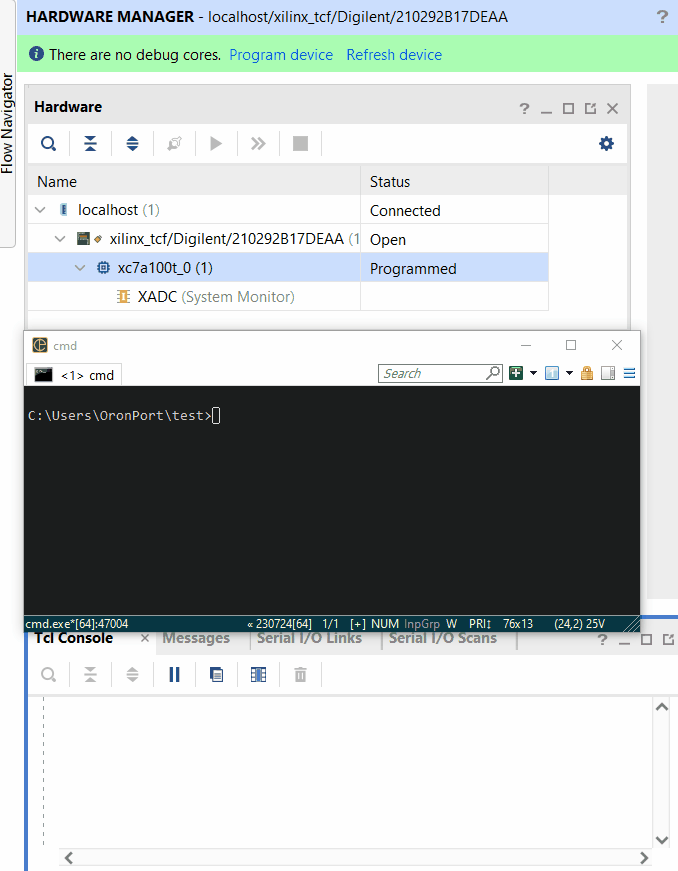 HARDWARE MANAGER - localhost/xilinx_tcf/Digilent/210292B17DEAA ?
There are no debug cores. Program device Refresh device
Flow Navigator
Hardware ?
Name Status
localhost (1) Connected
xilinx_tcf/Digilent/210292B17DEAA (1 Open
xc7a100t_0 (1) Programmed
XADC (System Monitor)
cmd
<1> cmd Search
C:\Users\OronPort\test>
cmd.exe*[64]:47004 « 230724[64] 1/1 [+] NUM InpGrp W PRI↕ 76x13 (24,2) 25V
Tcl Console × Messages Serial I/O Links Serial I/O Scans ?